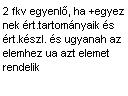 2 fkv egyenlő, ha +egyez
nek ért.tartományaik és
ért.készl. és ugyanah az
elemhez ua azt elemet
rendelik